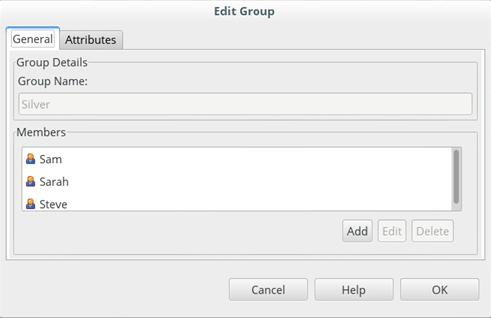 Edit Group
General Attributes
Group Details
Group Name:
Silver
Members
Sam
Sarah
Steve
Add Edit Delete
Cancel Help OK